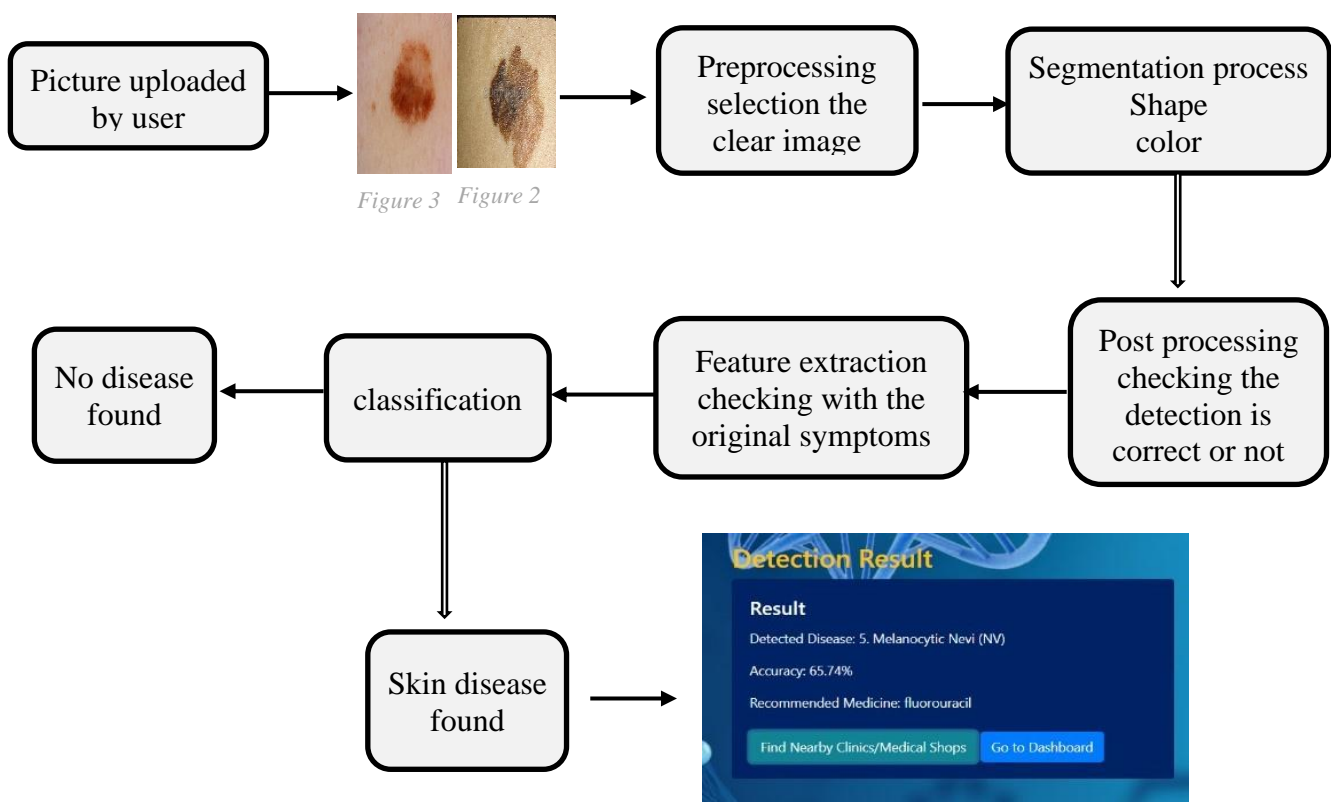 Picture uploaded
by user
Figure 3
Figure 2
Preprocessing
selection the
clear image
Segmentation process
Shape
color
Post processing
checking the
detection is
correct or not
Feature extraction
checking with the
original symptoms
classification
No disease
found
Skin disease
found
Detection Result
Result
Detected Disease: 5. Melanocytic Nevi (NV)
Accuracy: 65.74%
Recommended Medicine: fluorouracil
Find Nearby Clinics/Medical Shops
Go to Dashboard